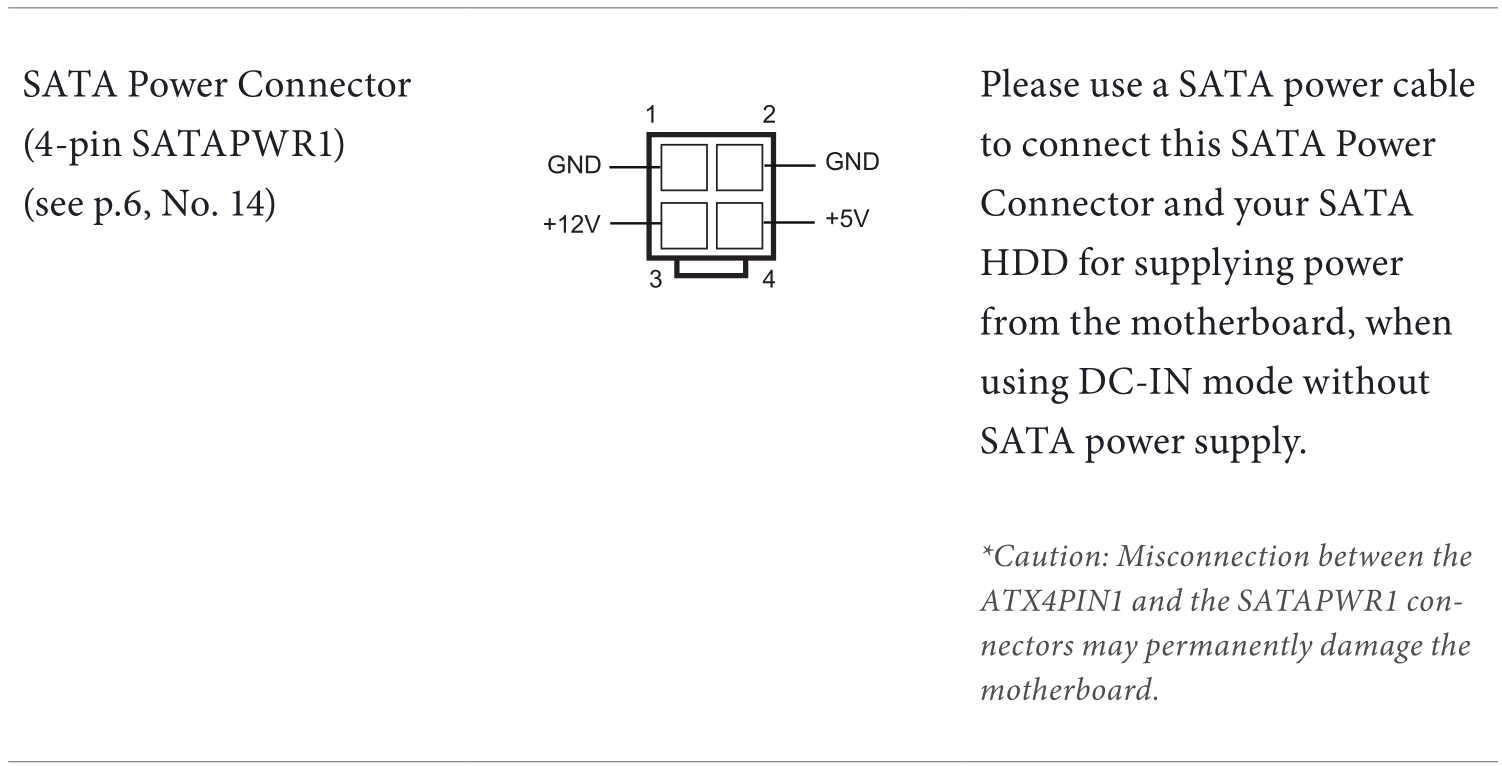 SATA Power Connector
(4-pin SATAPWR1)
(see p.6, No. 14)
1 2
GND GND
+12V +5V
3 4
Please use a SATA power cable
to connect this SATA Power
Connector and your SATA
HDD for supplying power
from the motherboard, when
using DC-IN mode without
SATA power supply.
*Caution: Misconnection between the
ATX4PIN1 and the SATAPWR1 con-
nectors may permanently damage the
motherboard.